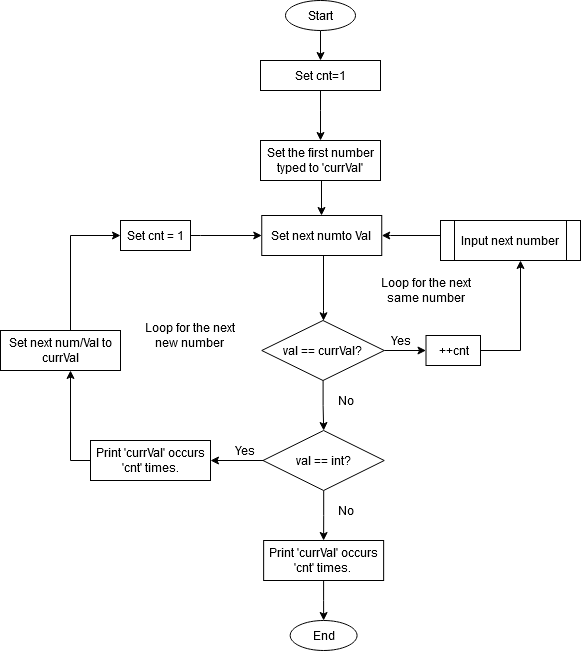 Start
Set cnt=1
Set the first number
typed to 'currVal'
Set cnt = 1
Set next numto Val
Input next number
Loop for the next
same number
Loop for the next
new number
Set next num/Val to
currVal
val == currVal?
Yes
++cnt
No
Print 'currVal' occurs
'cnt' times.
Yes
val == int?
No
Print 'currVal' occurs
'cnt' times.
End